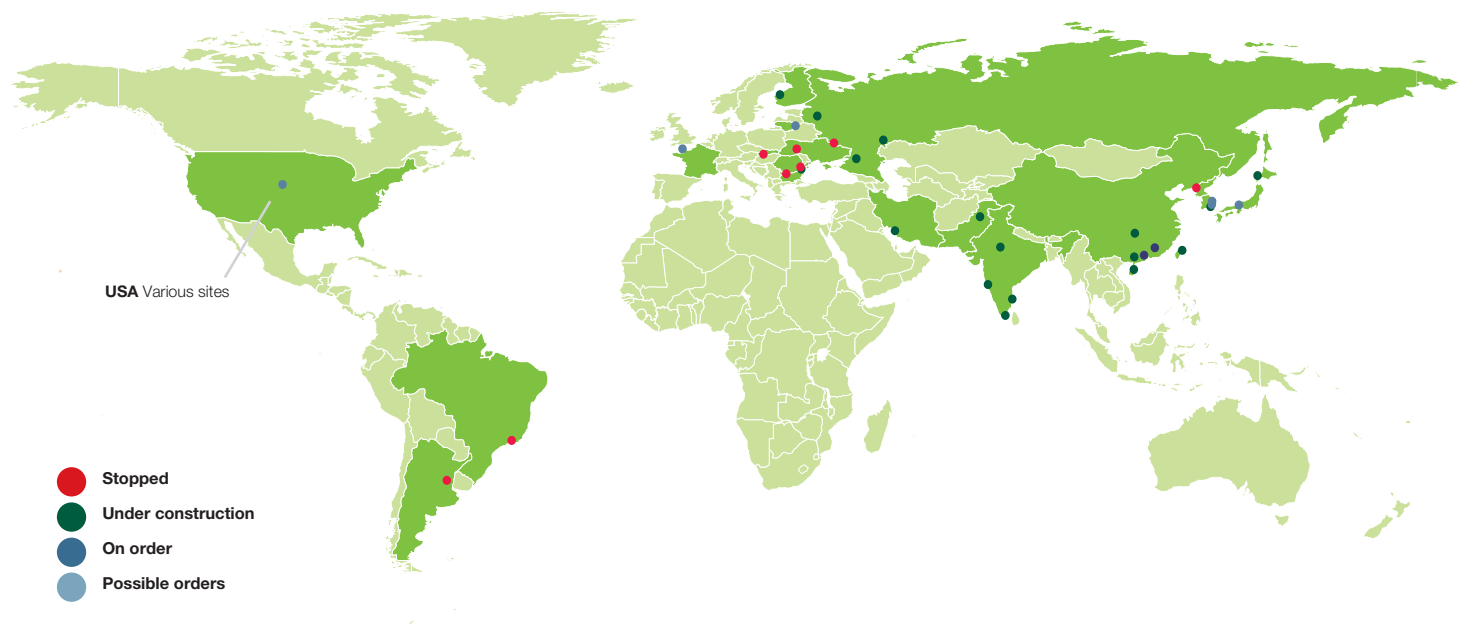 USA Various sites
Stopped
Under construction
On order
Possible orders